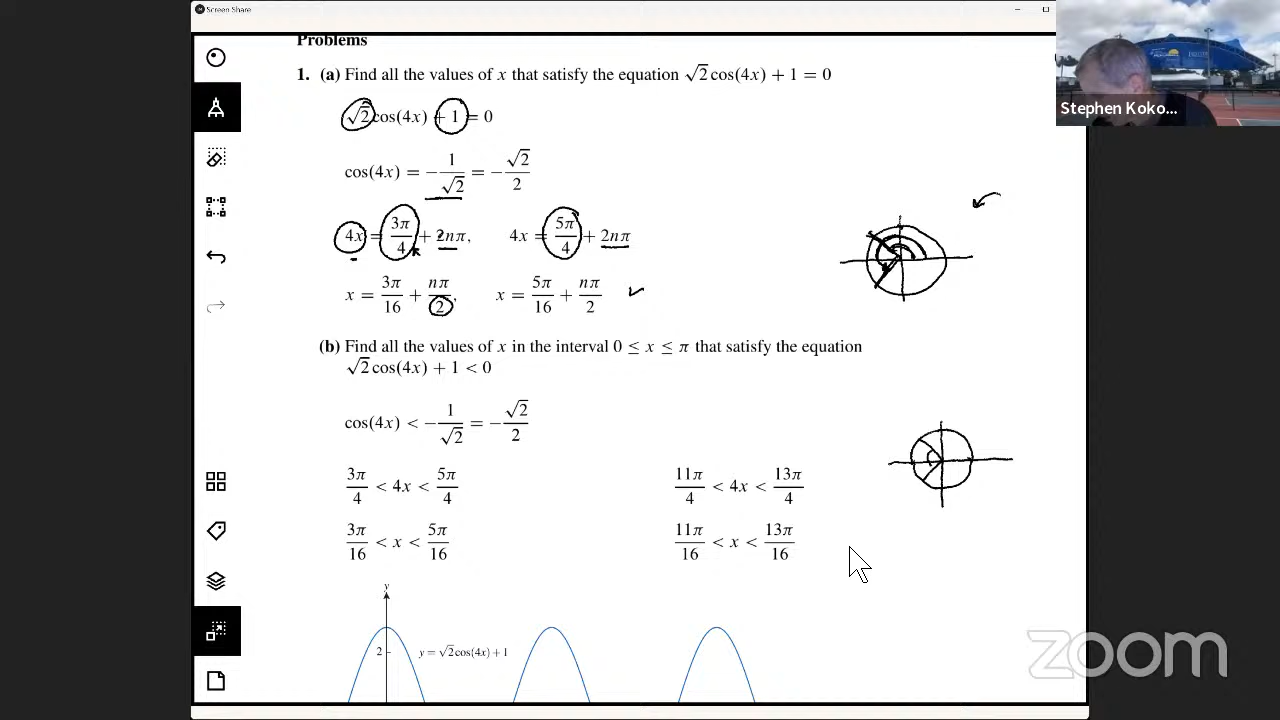 Screen Share
Problems
1. (a) Find all the values of x that satisfy the equation √2 cos(4x) + 1 = 0
√2 cos(4x) + 1 = 0
cos(4x) = −1/√2 = −√2/2
4x = 3π/4 + 2nπ, 4x = 5π/4 + 2nπ
x = 3π/16 + nπ/2, x = 5π/16 + nπ/2
(b) Find all the values of x in the interval 0 ≤ x ≤ π that satisfy the equation
√2 cos(4x) + 1 < 0
cos(4x) < −1/√2 = −√2/2
3π/4 < 4x < 5π/4 11π/4 < 4x < 13π/4
3π/16 < x < 5π/16 11π/16 < x < 13π/16
y
2
y = √2 cos(4x) + 1
Stephen Koko...
zoom